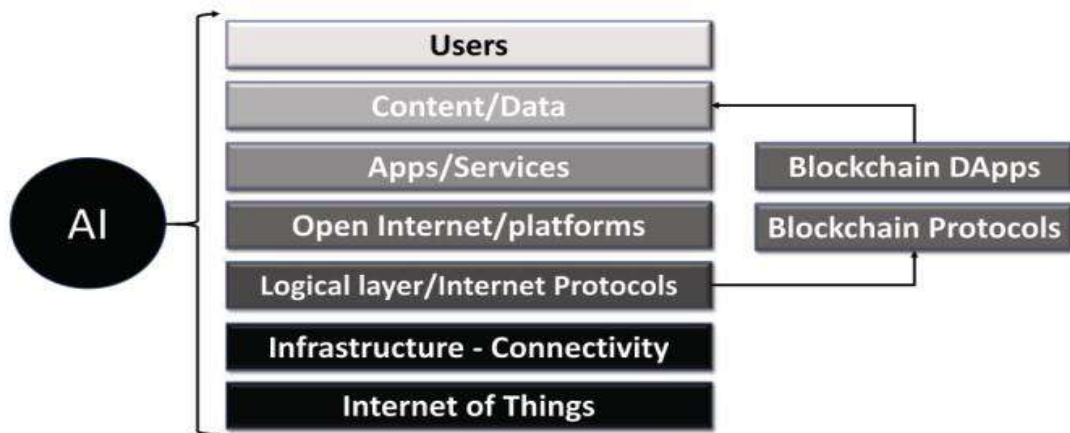 Users
Content/Data
Apps/Services
Open Internet/platforms
Logical layer/Internet Protocols
Infrastructure - Connectivity
Internet of Things
AI
Blockchain DApps
Blockchain Protocols